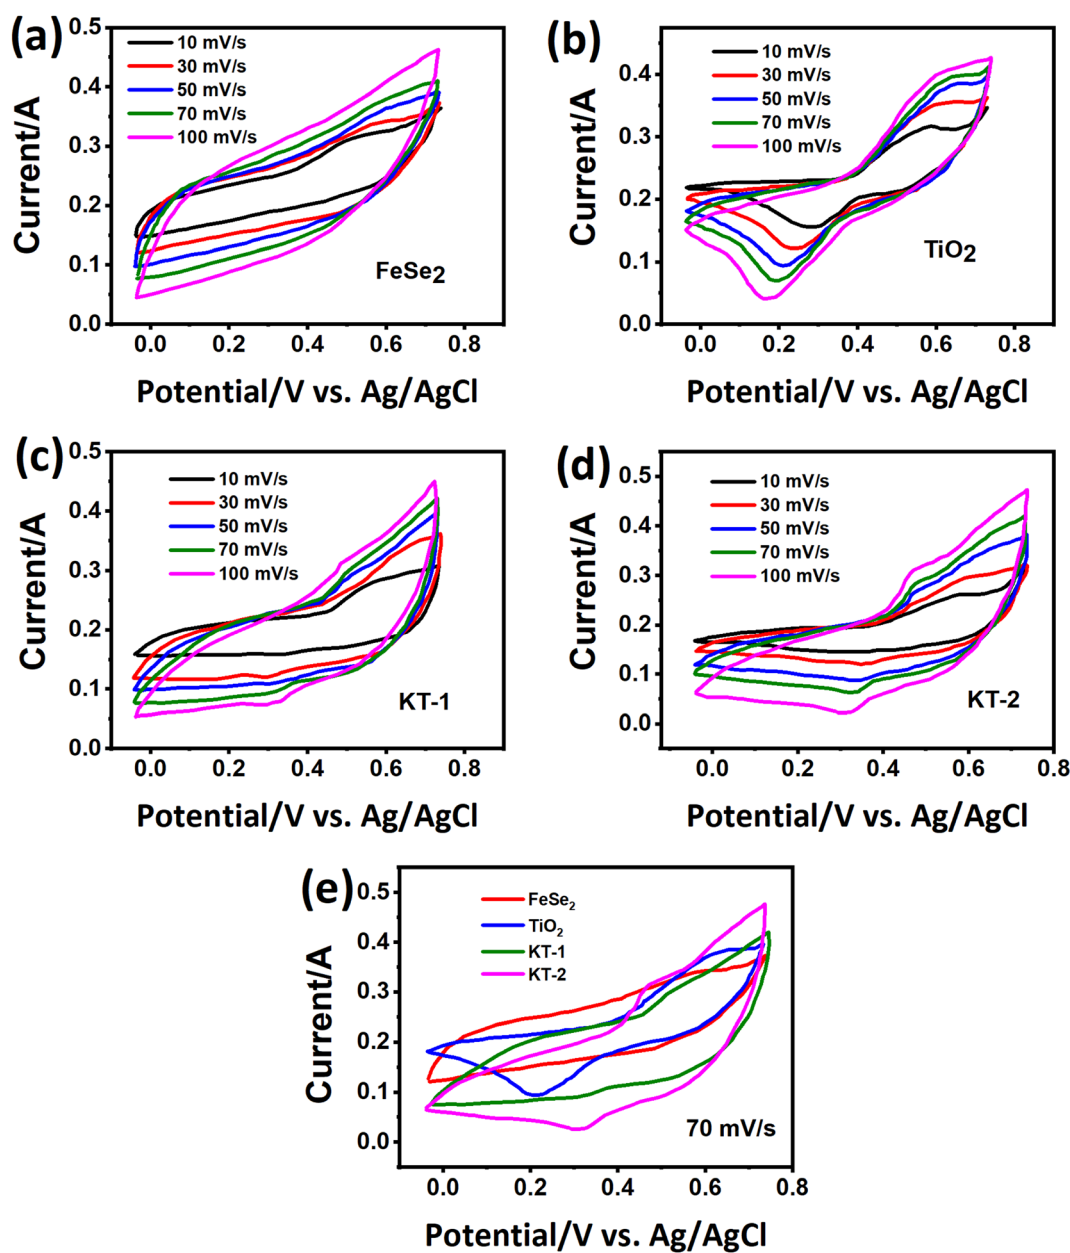 (a)
0.5
0.4
0.3
0.2
0.1
0.0
Current/A
10 mV/s
30 mV/s
50 mV/s
70 mV/s
100 mV/s
FeSe2
0.0 0.2 0.4 0.6 0.8
Potential/V vs. Ag/AgCl
(b)
0.4
0.3
0.2
0.1
0.0
Current/A
10 mV/s
30 mV/s
50 mV/s
70 mV/s
100 mV/s
TiO2
0.0 0.2 0.4 0.6 0.8
Potential/V vs. Ag/AgCl
(c)
0.5
0.4
0.3
0.2
0.1
0.0
Current/A
10 mV/s
30 mV/s
50 mV/s
70 mV/s
100 mV/s
KT-1
0.0 0.2 0.4 0.6 0.8
Potential/V vs. Ag/AgCl
(d)
0.5
0.4
0.3
0.2
0.1
0.0
Current/A
10 mV/s
30 mV/s
50 mV/s
70 mV/s
100 mV/s
KT-2
0.0 0.2 0.4 0.6 0.8
Potential/V vs. Ag/AgCl
(e)
0.5
0.4
0.3
0.2
0.1
0.0
Current/A
FeSe2
TiO2
KT-1
KT-2
70 mV/s
0.0 0.2 0.4 0.6 0.8
Potential/V vs. Ag/AgCl